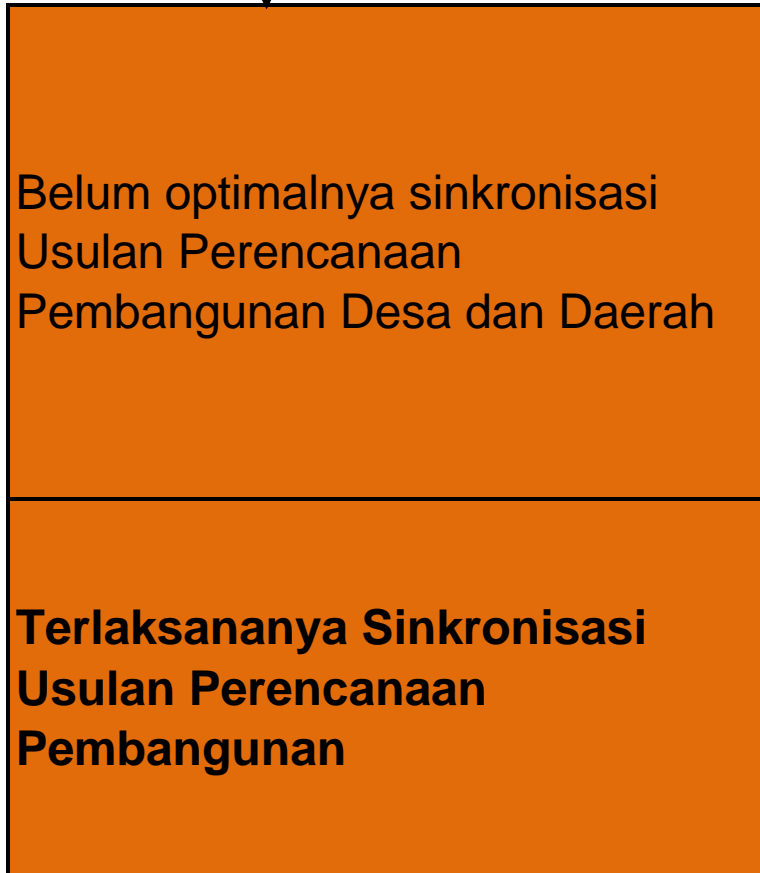 Belum optimalnya sinkronisasi
Usulan Perencanaan
Pembangunan Desa dan Daerah
Terlaksananya Sinkronisasi
Usulan Perencanaan
Pembangunan